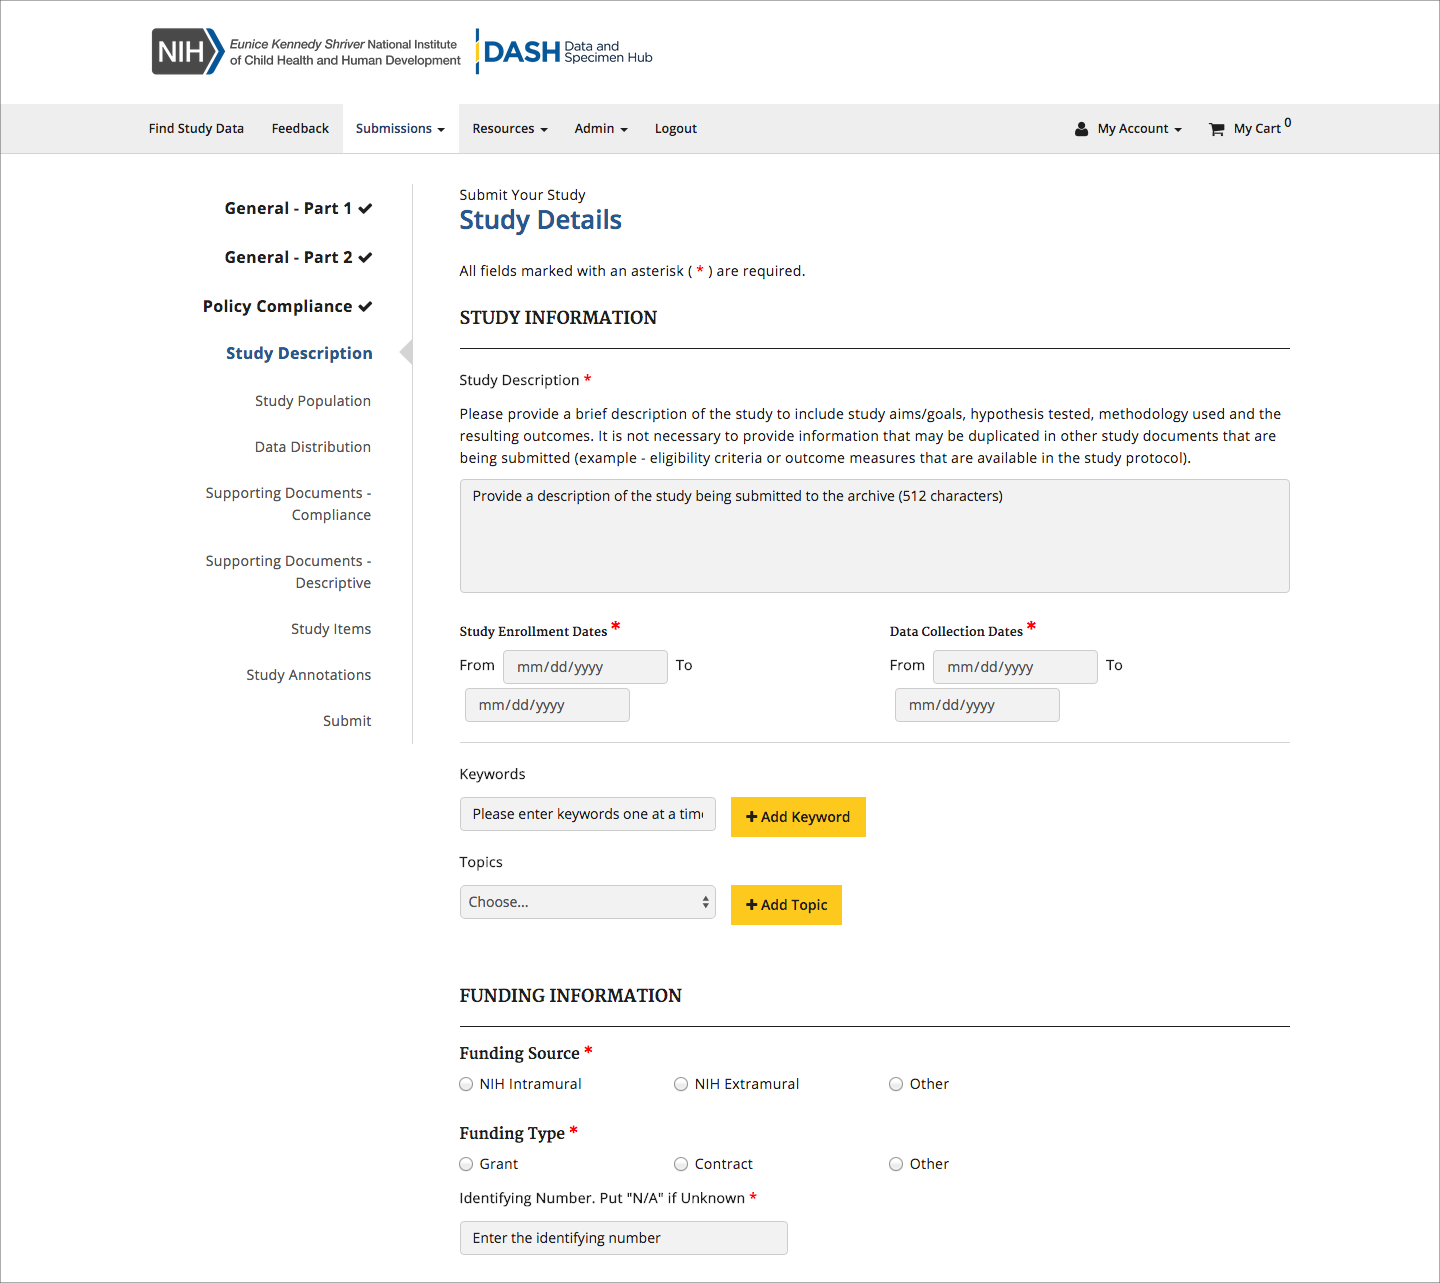 NIH
Eunice Kennedy Shriver National Institute
of Child Health and Human Development
DASH
Data and
Specimen Hub
Find Study Data
Feedback
Submissions
Resources
Admin
Logout
My Account
My Cart 0
General - Part 1
General - Part 2
Policy Compliance
Study Description
Study Population
Data Distribution
Supporting Documents -
Compliance
Supporting Documents -
Descriptive
Study Items
Study Annotations
Submit
Submit Your Study
Study Details
All fields marked with an asterisk ( * ) are required.
STUDY INFORMATION
Study Description *
Please provide a brief description of the study to include study aims/goals, hypothesis tested, methodology used and the
resulting outcomes. It is not necessary to provide information that may be duplicated in other study documents that are
being submitted (example - eligibility criteria or outcome measures that are available in the study protocol).
Provide a description of the study being submitted to the archive (512 characters)
Study Enrollment Dates *
From mm/dd/yyyy To
mm/dd/yyyy
Data Collection Dates *
From mm/dd/yyyy To
mm/dd/yyyy
Keywords
Please enter keywords one at a
+ Add Keyword
Topics
Choose...
+ Add Topic
FUNDING INFORMATION
Funding Source *
NIH Intramural
NIH Extramural
Other
Funding Type *
Grant
Contract
Other
Identifying Number. Put "N/A" if Unknown *
Enter the identifying number